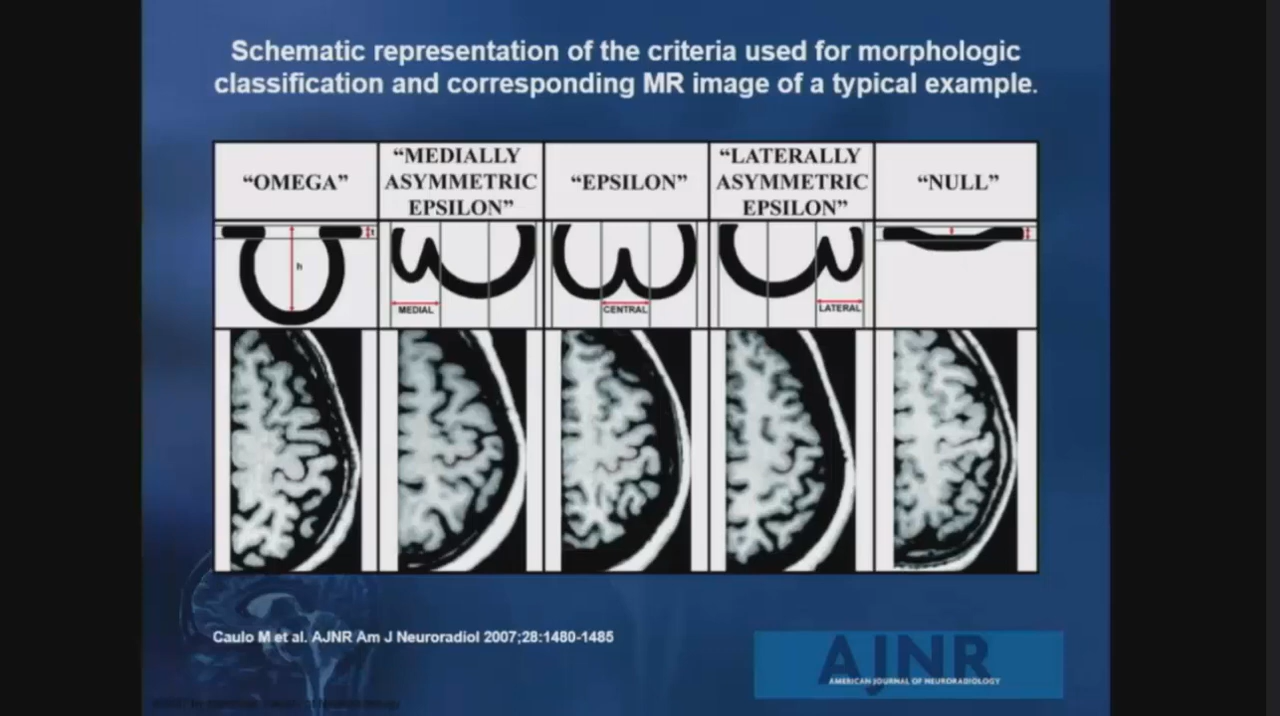 Schematic representation of the criteria used for morphologic
classification and corresponding MR image of a typical example.
“OMEGA”
“MEDIALLY
ASYMMETRIC
EPSILON”
“EPSILON”
“LATERALLY
ASYMMETRIC
EPSILON”
“NULL”
h
MEDIAL
CENTRAL
LATERAL
Caulo M et al. AJNR Am J Neuroradiol 2007;28:1480-1485
AJNR
AMERICAN JOURNAL OF NEURORADIOLOGY